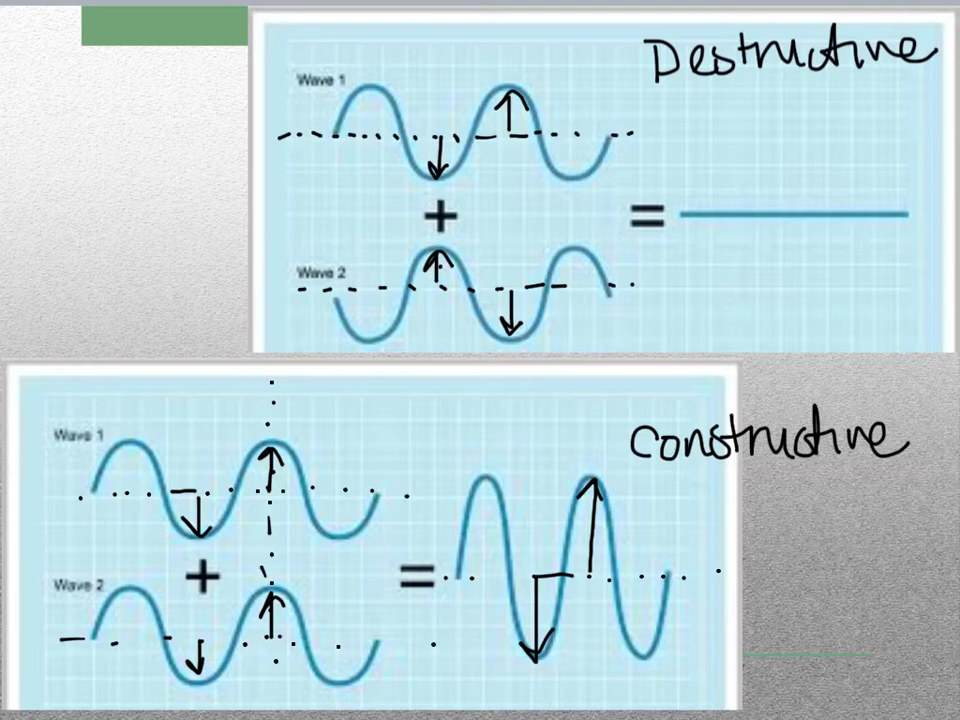 Destructive
Wave 1
+
=
Wave 2
Constructive
Wave 1
+
=
Wave 2